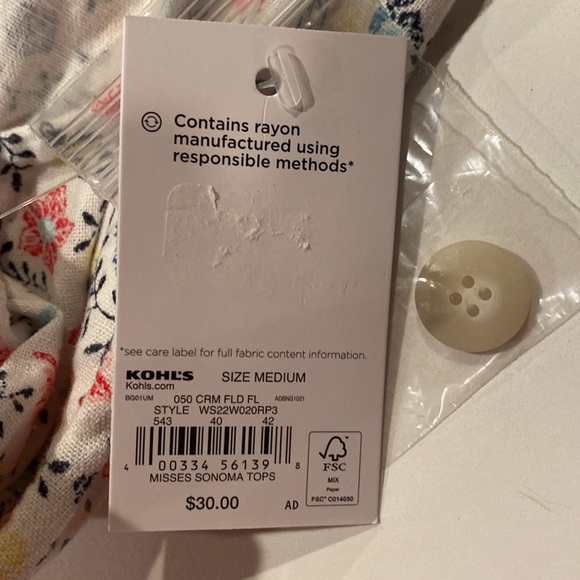 Contains rayon
manufactured using
responsible methods*
*see care label for full fabric content information.
KOHL'S SIZE MEDIUM
Kohls.com
BG01UM 050 CRM FLD FL ADBNG1021
STYLE WS22W020RP3
543 40 42
4 00334 56139 8
MISSES SONOMA TOPS
$30.00 AD
FSC
MIX
Paper
FSC® C014030